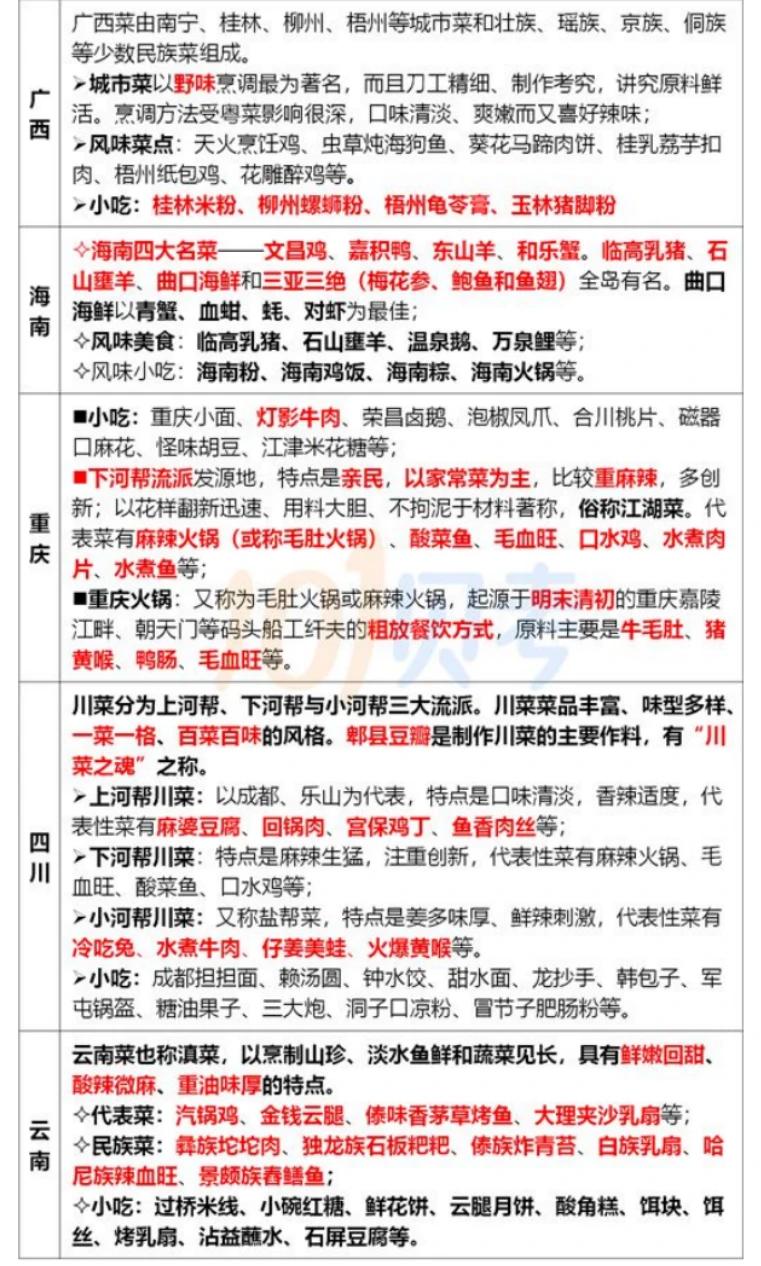 广西
广西菜由南宁、桂林、柳州、梧州等城市菜和壮族、瑶族、京族、侗族
等少数民族菜组成。
➢城市菜以野味烹调最为著名，而且刀工精细、制作考究，讲究原料鲜
活。烹调方法受粤菜影响很深，口味清淡、爽嫩而又喜好辣味；
➢风味菜点：天火烹饪鸡、虫草炖海狗鱼、葵花马蹄肉饼、桂乳荔芋扣
肉、梧州纸包鸡、花雕醉鸡等。
➢小吃：桂林米粉、柳州螺蛳粉、梧州龟苓膏、玉林猪脚粉
海南
✧海南四大名菜——文昌鸡、嘉积鸭、东山羊、和乐蟹。临高乳猪、石
山壅羊、曲口海鲜和三亚三绝（梅花参、鲍鱼和鱼翅）全岛有名。曲口
海鲜以青蟹、血蚶、蚝、对虾为最佳；
✧风味美食：临高乳猪、石山壅羊、温泉鹅、万泉鲤等；
✧风味小吃：海南粉、海南鸡饭、海南粽、海南火锅等。
重庆
■小吃：重庆小面、灯影牛肉、荣昌卤鹅、泡椒凤爪、合川桃片、磁器
口麻花、怪味胡豆、江津米花糖等；
■下河帮流派发源地，特点是亲民，以家常菜为主，比较重麻辣，多创
新；以花样翻新迅速、用料大胆、不拘泥于材料著称，俗称江湖菜。代
表菜有麻辣火锅（或称毛肚火锅）、酸菜鱼、毛血旺、口水鸡、水煮肉
片、水煮鱼等；
■重庆火锅：又称为毛肚火锅或麻辣火锅，起源于明末清初的重庆嘉陵
江畔、朝天门等码头船工纤夫的粗放餐饮方式，原料主要是牛毛肚、猪
黄喉、鸭肠、毛血旺等。
101贝考
四川
川菜分为上河帮、下河帮与小河帮三大流派。川菜菜品丰富、味型多样、
一菜一格、百菜百味的风格。郫县豆瓣是制作川菜的主要作料，有“川
菜之魂”之称。
➢上河帮川菜：以成都、乐山为代表，特点是口味清淡，香辣适度，代
表性菜有麻婆豆腐、回锅肉、宫保鸡丁、鱼香肉丝等；
➢下河帮川菜：特点是麻辣生猛，注重创新，代表性菜有麻辣火锅、毛
血旺、酸菜鱼、口水鸡等；
➢小河帮川菜：又称盐帮菜，特点是姜多味厚、鲜辣刺激，代表性菜有
冷吃兔、水煮牛肉、仔姜美蛙、火爆黄喉等。
➢小吃：成都担担面、赖汤圆、钟水饺、甜水面、龙抄手、韩包子、军
屯锅盔、糖油果子、三大炮、洞子口凉粉、冒节子肥肠粉等。
云南
云南菜也称滇菜，以烹制山珍、淡水鱼鲜和蔬菜见长，具有鲜嫩回甜、
酸辣微麻、重油味厚的特点。
✧代表菜：汽锅鸡、金钱云腿、傣味香茅草烤鱼、大理夹沙乳扇等；
✧民族菜：彝族坨坨肉、独龙族石板粑粑、傣族炸青苔、白族乳扇、哈
尼族辣血旺、景颇族舂鳝鱼；
✧小吃：过桥米线、小碗红糖、鲜花饼、云腿月饼、酸角糕、饵块、饵
丝、烤乳扇、沾益蘸水、石屏豆腐等。